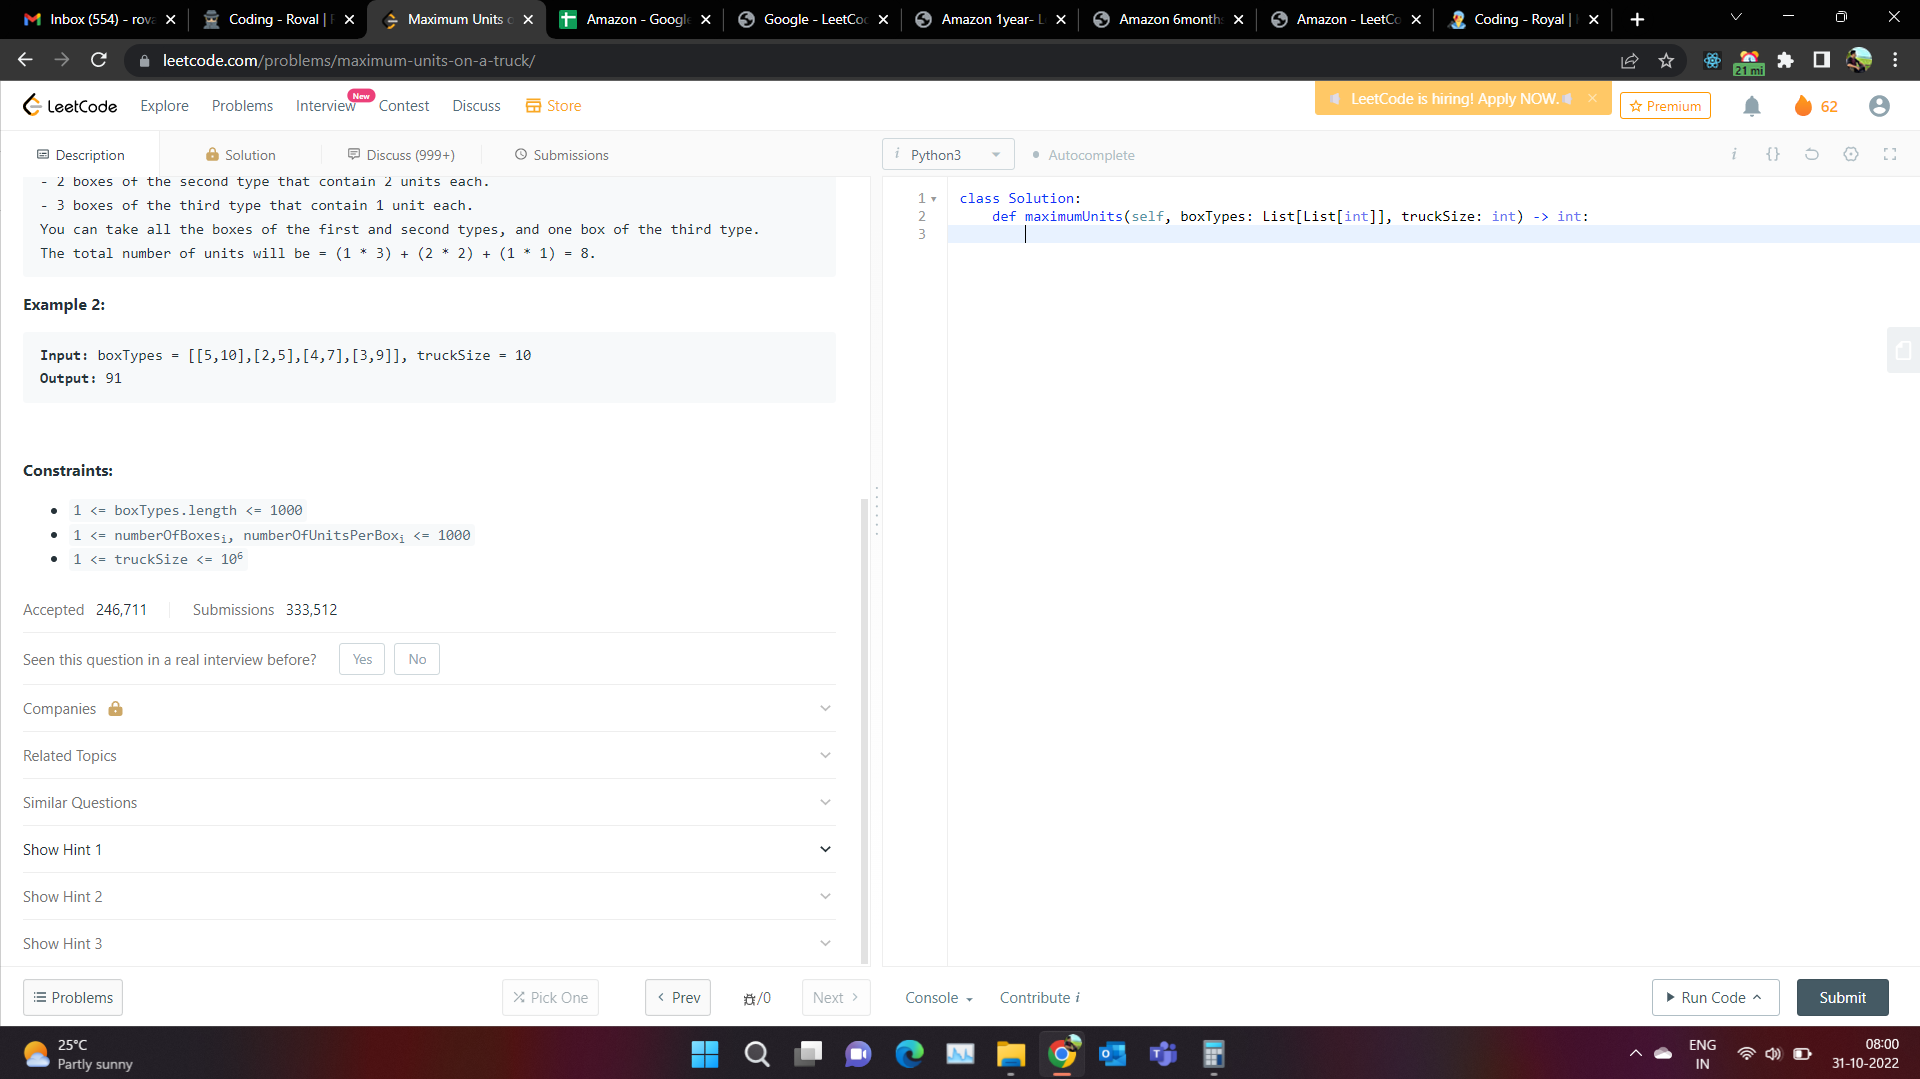 Inbox (554) - rova
Coding - Roval |
Maximum Units o
Amazon - Google
Google - LeetCoc
Amazon 1year- L
Amazon 6months
Amazon - LeetCo
Coding - Royal |
leetcode.com/problems/maximum-units-on-a-truck/
21 mi
LeetCode
Explore
Problems
Interview
New
Contest
Discuss
Store
LeetCode is hiring! Apply NOW.
Premium
62
Description
Solution
Discuss (999+)
Submissions
i Python3
Autocomplete
i
{}
- 2 boxes of the second type that contain 2 units each.
- 3 boxes of the third type that contain 1 unit each.
You can take all the boxes of the first and second types, and one box of the third type.
The total number of units will be = (1 * 3) + (2 * 2) + (1 * 1) = 8.
Example 2:
Input: boxTypes = [[5,10],[2,5],[4,7],[3,9]], truckSize = 10
Output: 91
Constraints:
1 <= boxTypes.length <= 1000
1 <= numberOfBoxesᵢ, numberOfUnitsPerBoxᵢ <= 1000
1 <= truckSize <= 10⁶
Accepted 246,711 Submissions 333,512
Seen this question in a real interview before? Yes No
Companies
Related Topics
Similar Questions
Show Hint 1
Show Hint 2
Show Hint 3
1 class Solution:
2 def maximumUnits(self, boxTypes: List[List[int]], truckSize: int) -> int:
3
Problems
Pick One
Prev
/0
Next
Console
Contribute i
Run Code
Submit
25°C
Partly sunny
ENG
IN
08:00
31-10-2022